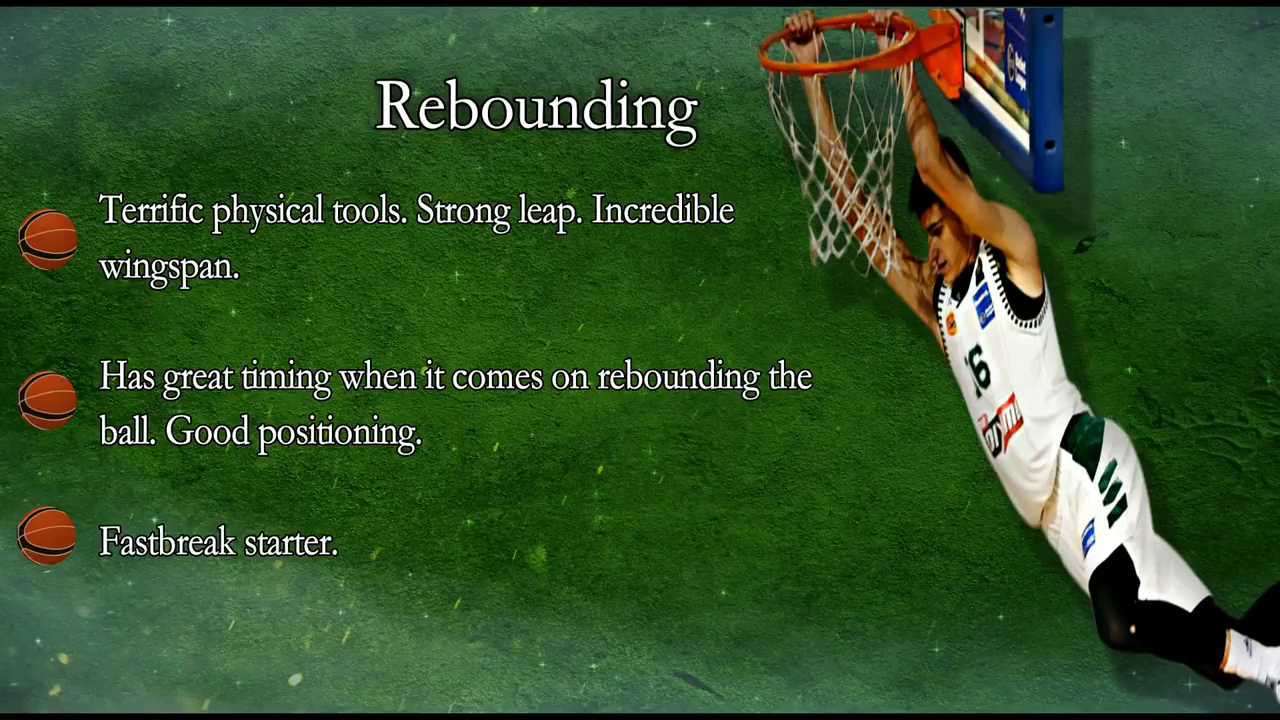 Rebounding
Terrific physical tools. Strong leap. Incredible
wingspan.
Has great timing when it comes on rebounding the
ball. Good positioning.
Fastbreak starter.
16